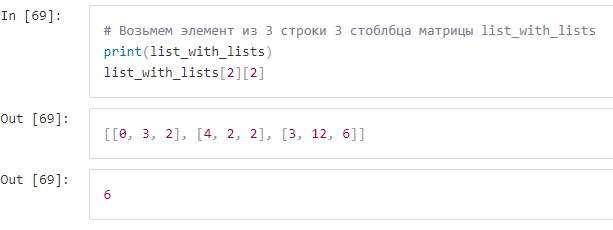 In [69]:
# Возьмем элемент из 3 строки 3 стоблбца матрицы list_with_lists
print(list_with_lists)
list_with_lists[2][2]
Out [69]:
[[0, 3, 2], [4, 2, 2], [3, 12, 6]]
Out [69]:
6